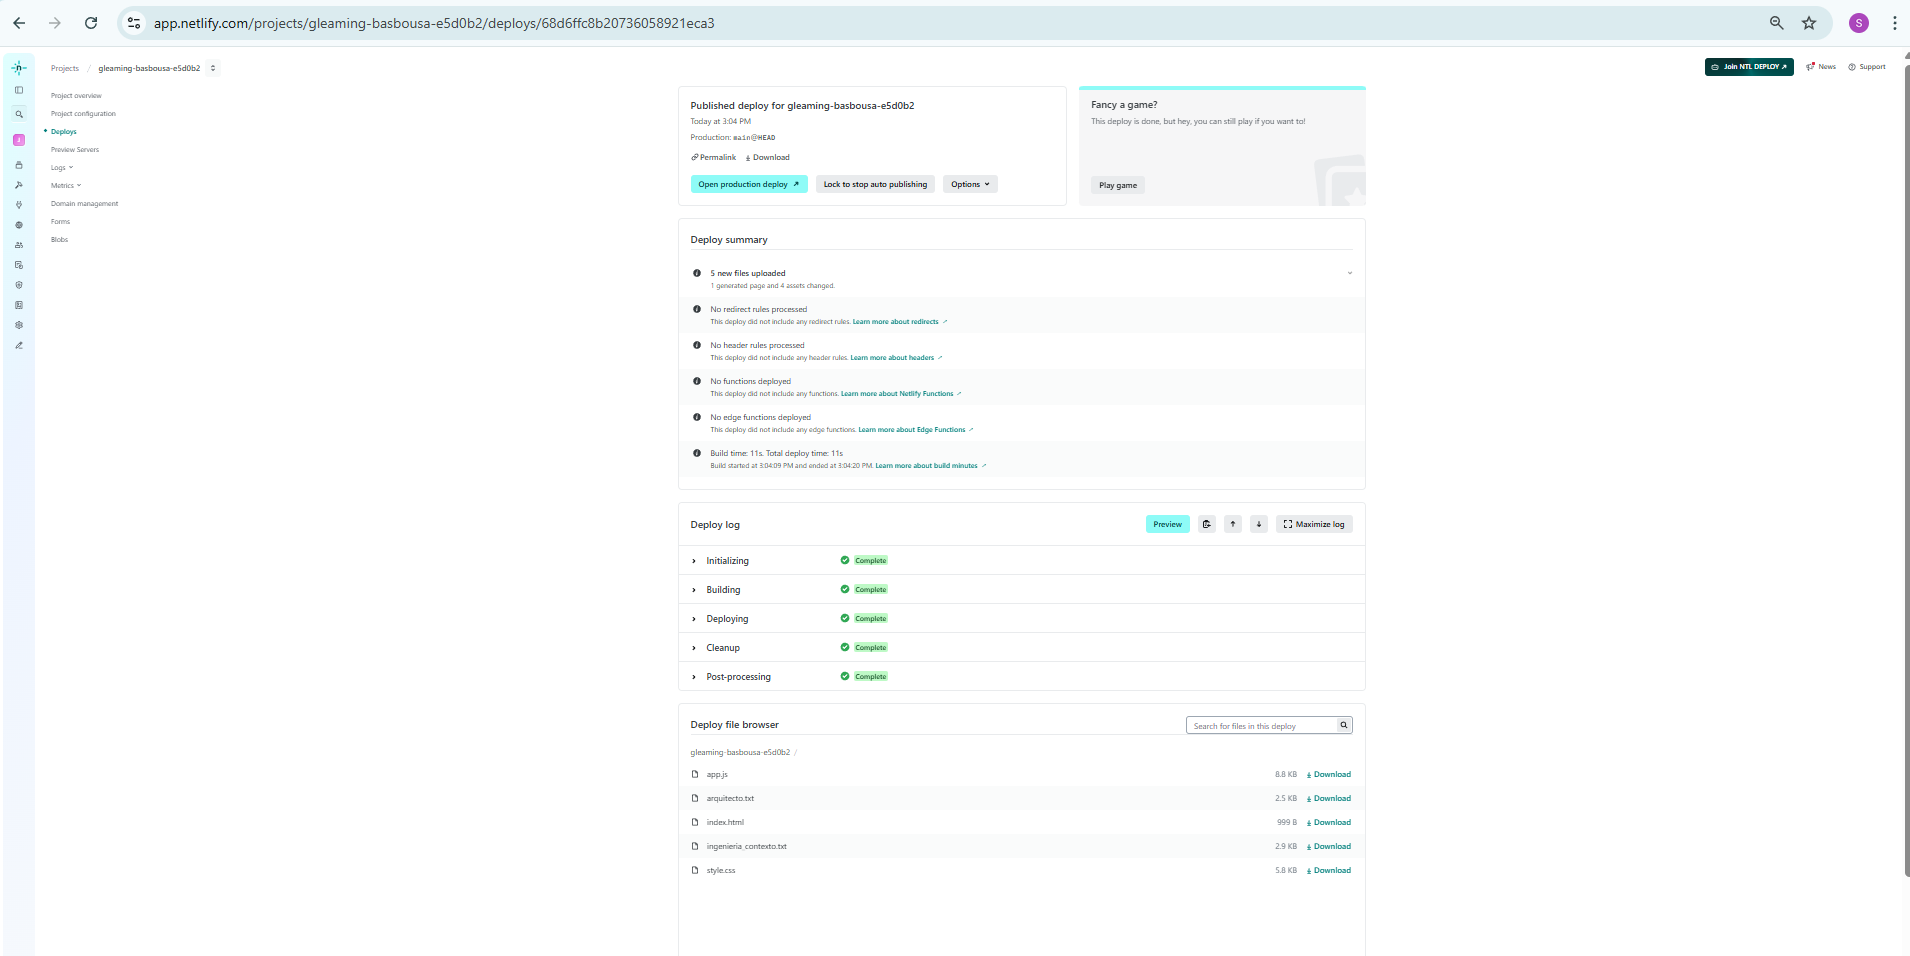 app.netlify.com/projects/gleaming-basbousa-e5d0b2/deploys/68d6ffc8b20736058921eca3
S
Projects / gleaming-basbousa-e5d0b2
Join NTL DEPLOY ↗ News Support
Project overview
Project configuration
Deploys
Preview Servers
Logs
Metrics
Domain management
Forms
Blobs
Published deploy for gleaming-basbousa-e5d0b2
Today at 3:04 PM
Production: main@HEAD
Permalink Download
Open production deploy ↗ Lock to stop auto publishing Options
Fancy a game?
This deploy is done, but hey, you can still play if you want to!
Play game
Deploy summary
5 new files uploaded
1 generated page and 4 assets changed.
No redirect rules processed
This deploy did not include any redirect rules. Learn more about redirects ↗
No header rules processed
This deploy did not include any header rules. Learn more about headers ↗
No functions deployed
This deploy did not include any functions. Learn more about Netlify Functions ↗
No edge functions deployed
This deploy did not include any edge functions. Learn more about Edge Functions ↗
Build time: 11s. Total deploy time: 11s
Build started at 3:04:09 PM and ended at 3:04:20 PM. Learn more about build minutes ↗
Deploy log
Preview Maximize log
Initializing Complete
Building Complete
Deploying Complete
Cleanup Complete
Post-processing Complete
Deploy file browser
Search for files in this deploy
gleaming-basbousa-e5d0b2 /
app.js 8.8 KB Download
arquitecto.txt 2.5 KB Download
index.html 999 B Download
ingenieria_contexto.txt 2.9 KB Download
style.css 5.8 KB Download